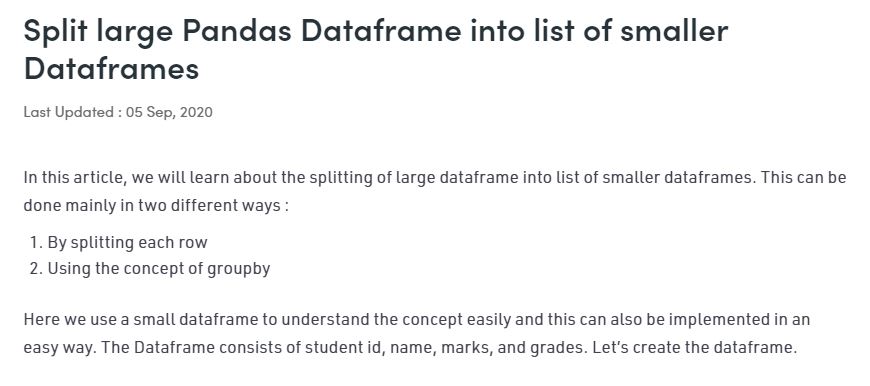 Split large Pandas Dataframe into list of smaller
Dataframes
Last Updated : 05 Sep, 2020
In this article, we will learn about the splitting of large dataframe into list of smaller dataframes. This can be
done mainly in two different ways :
1. By splitting each row
2. Using the concept of groupby
Here we use a small dataframe to understand the concept easily and this can also be implemented in an
easy way. The Dataframe consists of student id, name, marks, and grades. Let’s create the dataframe.